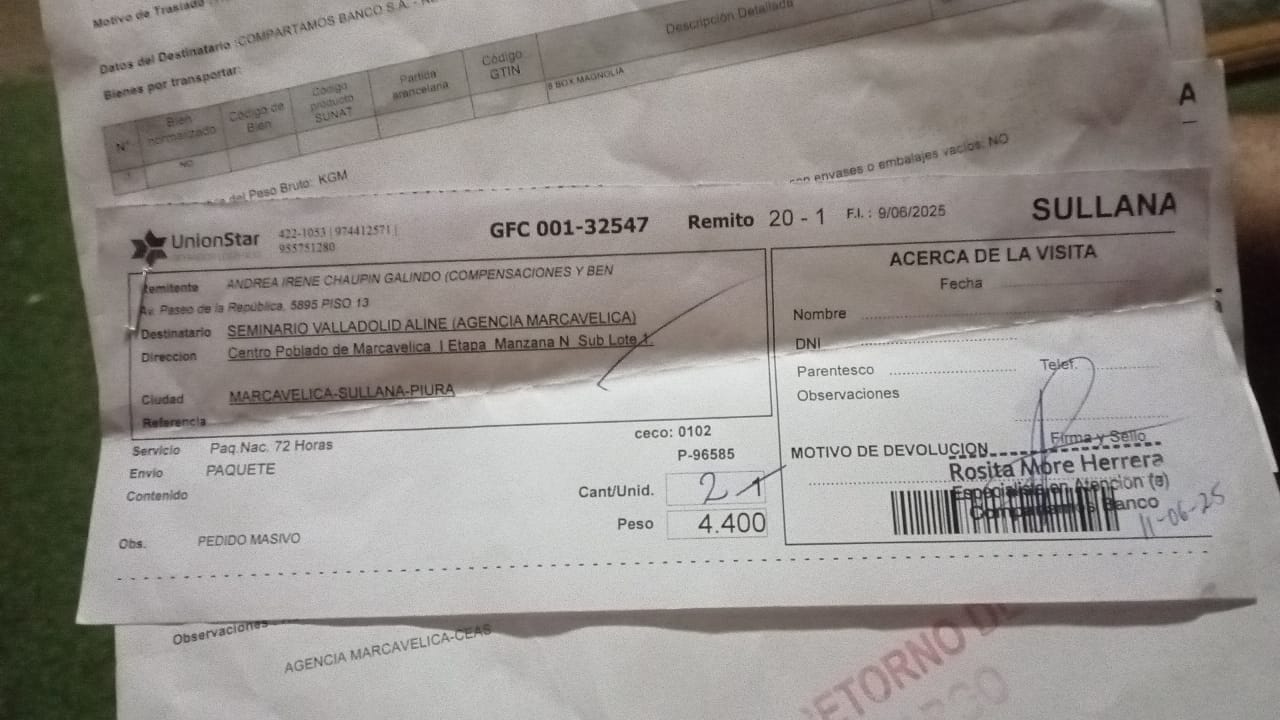 Motivo de Traslado
Datos del Destinatario :COMPARTAMOS BANCO S.A. -
Bienes por transportar:
N° Bien normalizado Código de Bien Código producto SUNAT Partida arancelaria Código GTIN Descripción Detallada
1 NO 8 BOX MAGNOLIA
del Peso Bruto: KGM
envases o embalajes vacíos: NO
A
UnionStar
422-1053 | 974412571 |
955751280
GFC 001-32547
Remito 20 - 1
F.I. : 9/06/2025
SULLANA
Remitente ANDREA IRENE CHAUPIN GALINDO (COMPENSACIONES Y BEN
Av. Paseo de la República, 5895 PISO 13
Destinatario SEMINARIO VALLADOLID ALINE (AGENCIA MARCAVELICA)
Direccion Centro Poblado de Marcavelica I Etapa Manzana N Sub Lote 1.
Ciudad MARCAVELICA-SULLANA-PIURA
Referencia
Servicio Paq.Nac. 72 Horas
Envio PAQUETE
Contenido
Obs. PEDIDO MASIVO
ceco: 0102
P-96585
Cant/Unid. 2 1
Peso 4.400
ACERCA DE LA VISITA
Fecha
Nombre
DNI
Parentesco Telef.
Observaciones
Firma y Sello
MOTIVO DE DEVOLUCION
Rosita More Herrera
Especialista en Atencion (a)
Compartamos Banco
11-06-25
Observaciones
AGENCIA MARCAVELICA-CEAS
RETORNO DE
CARGO